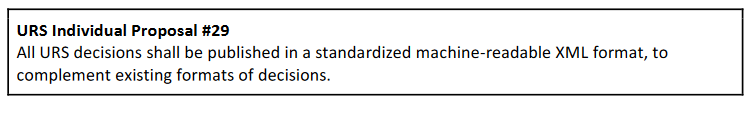 URS Individual Proposal #29
All URS decisions shall be published in a standardized machine-readable XML format, to
complement existing formats of decisions.